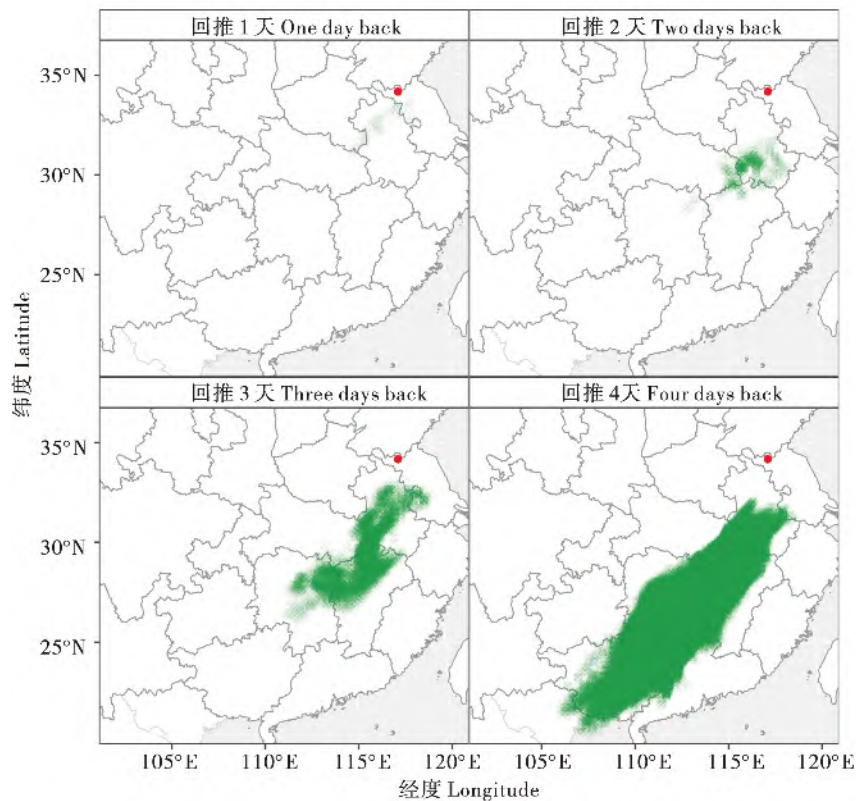 回推 1 天 One day back
回推 2 天 Two days back
35°N
30°N
25°N
回推 3 天 Three days back
回推 4天 Four days back
35°N
30°N
25°N
105°E 110°E 115°E 120°E
105°E 110°E 115°E 120°E
纬度 Latitude
经度 Longitude